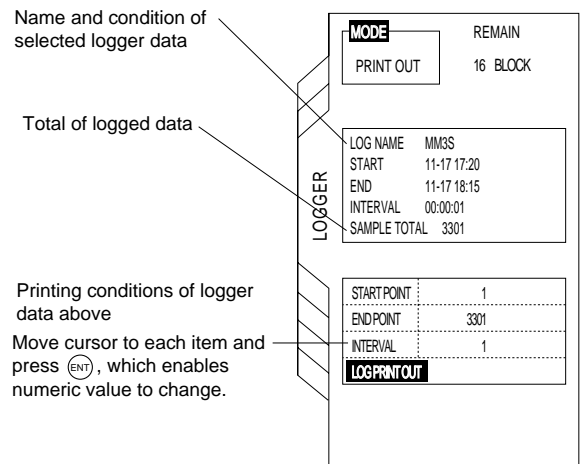 Name and condition of
selected logger data
Total of logged data
Printing conditions of logger
data above
Move cursor to each item and
press ENT, which enables
numeric value to change.
LOGGER
MODE REMAIN
PRINT OUT 16 BLOCK
LOG NAME MM3S
START 11-17 17:20
END 11-17 18:15
INTERVAL 00:00:01
SAMPLE TOTAL 3301
START POINT 1
END POINT 3301
INTERVAL 1
LOG PRINT OUT